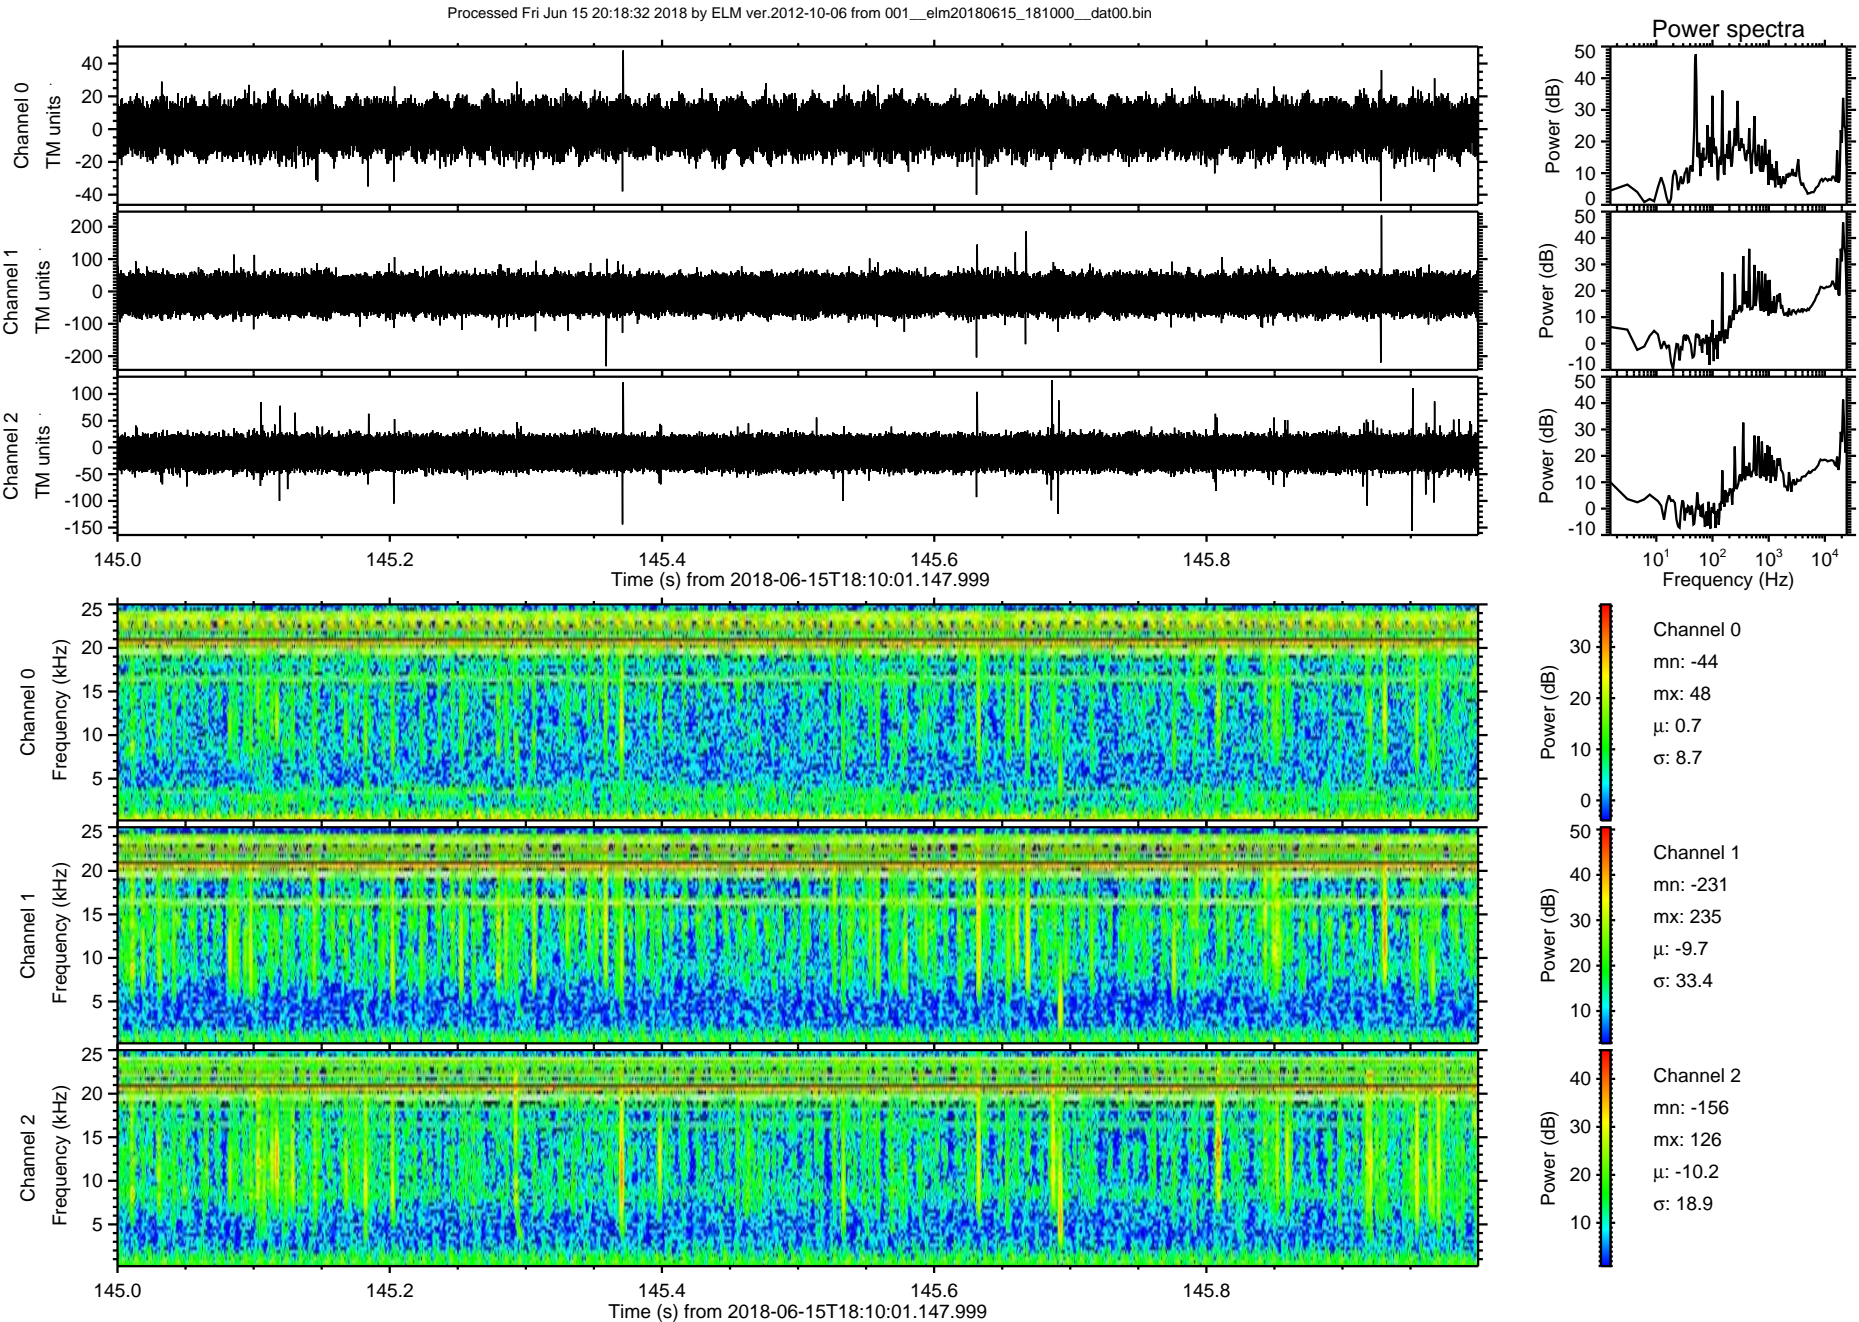 Processed Fri Jun 15 20:18:32 2018 by ELM ver.2012-10-06 from 001__elm20180615_181000__dat00.bin
Power spectra
Channel 0
TM units
40
20
0
-20
-40
Power (dB)
50
40
30
20
10
0
Channel 1
TM units
200
100
0
-100
-200
Power (dB)
50
40
30
20
10
0
-10
Channel 2
TM units
100
50
0
-50
-100
-150
Power (dB)
50
40
30
20
10
0
-10
145.0 145.2 145.4 145.6 145.8
Time (s) from 2018-06-15T18:10:01.147.999
10^1 10^2 10^3 10^4
Frequency (Hz)
Channel 0
Frequency (kHz)
25
20
15
10
5
Power (dB)
30
20
10
0
Channel 0
mn: -44
mx: 48
μ: 0.7
σ: 8.7
Channel 1
Frequency (kHz)
25
20
15
10
5
Power (dB)
50
40
30
20
10
Channel 1
mn: -231
mx: 235
μ: -9.7
σ: 33.4
Channel 2
Frequency (kHz)
25
20
15
10
5
Power (dB)
40
30
20
10
Channel 2
mn: -156
mx: 126
μ: -10.2
σ: 18.9
145.0 145.2 145.4 145.6 145.8
Time (s) from 2018-06-15T18:10:01.147.999